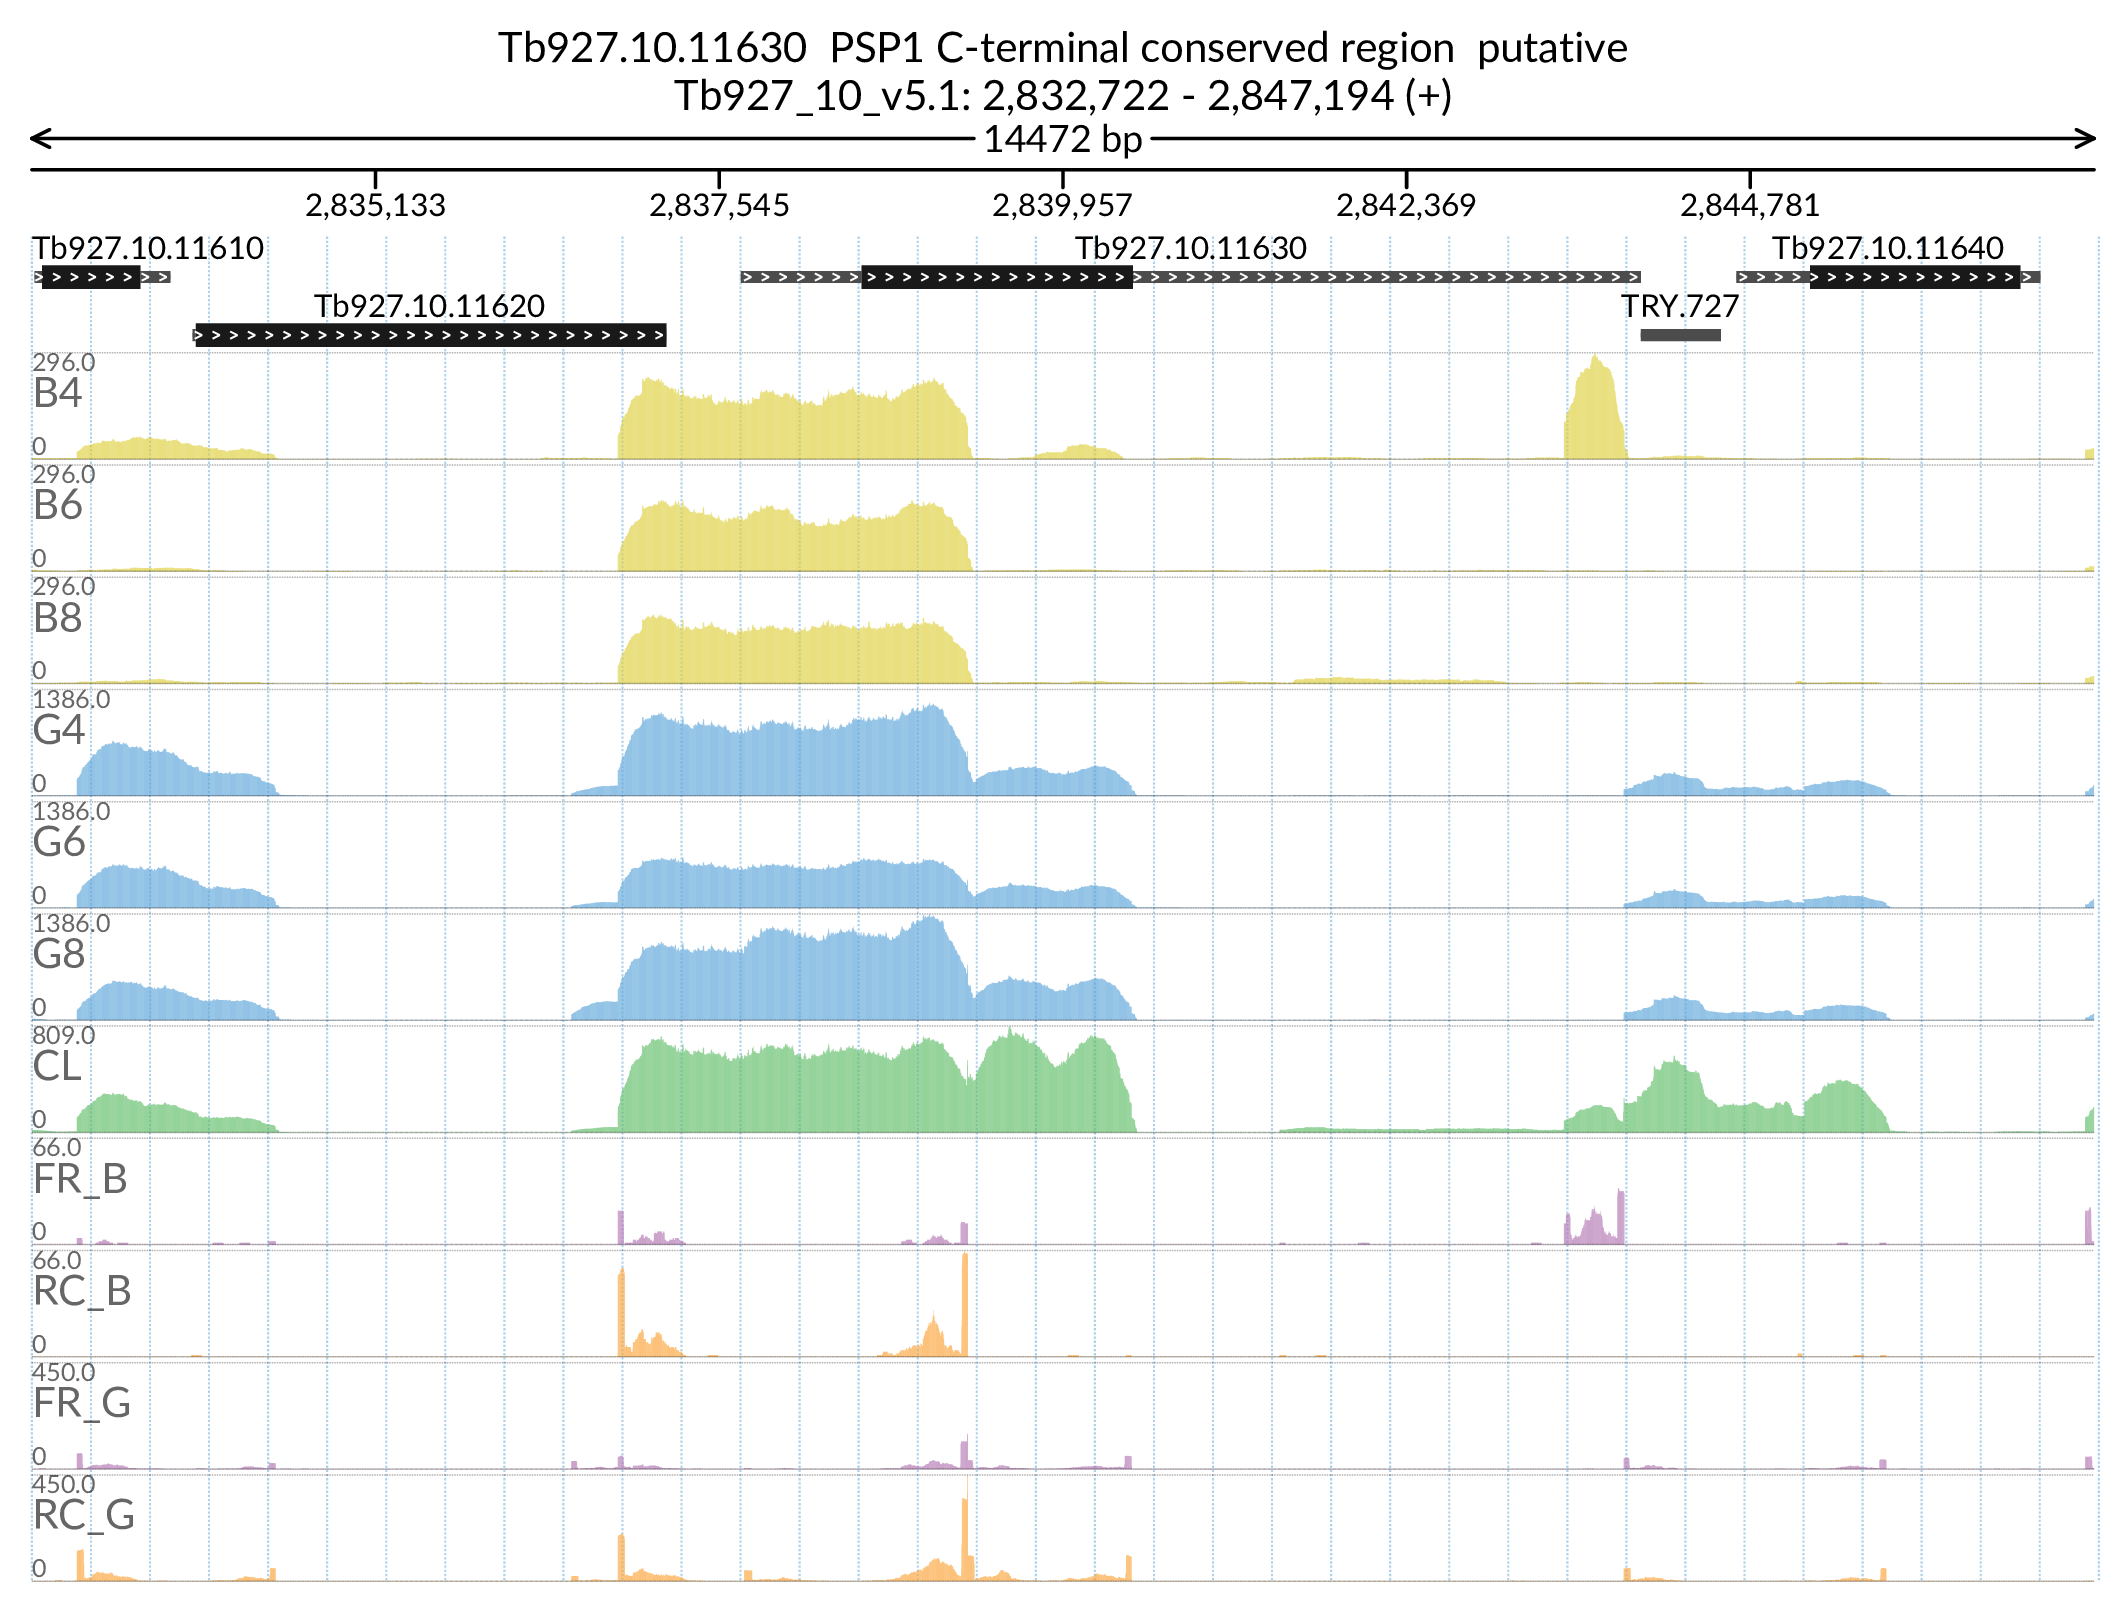 Tb927.10.11630  PSP1 C-terminal conserved region  putative
Tb927_10_v5.1: 2,832,722 - 2,847,194 (+)
14472 bp
2,835,133 2,837,545 2,839,957 2,842,369 2,844,781
Tb927.10.11610 Tb927.10.11630 Tb927.10.11640
Tb927.10.11620 TRY.727
296.0
B4
0
296.0
B6
0
296.0
B8
0
1386.0
G4
0
1386.0
G6
0
1386.0
G8
0
809.0
CL
0
66.0
FR_B
0
66.0
RC_B
0
450.0
FR_G
0
450.0
RC_G
0